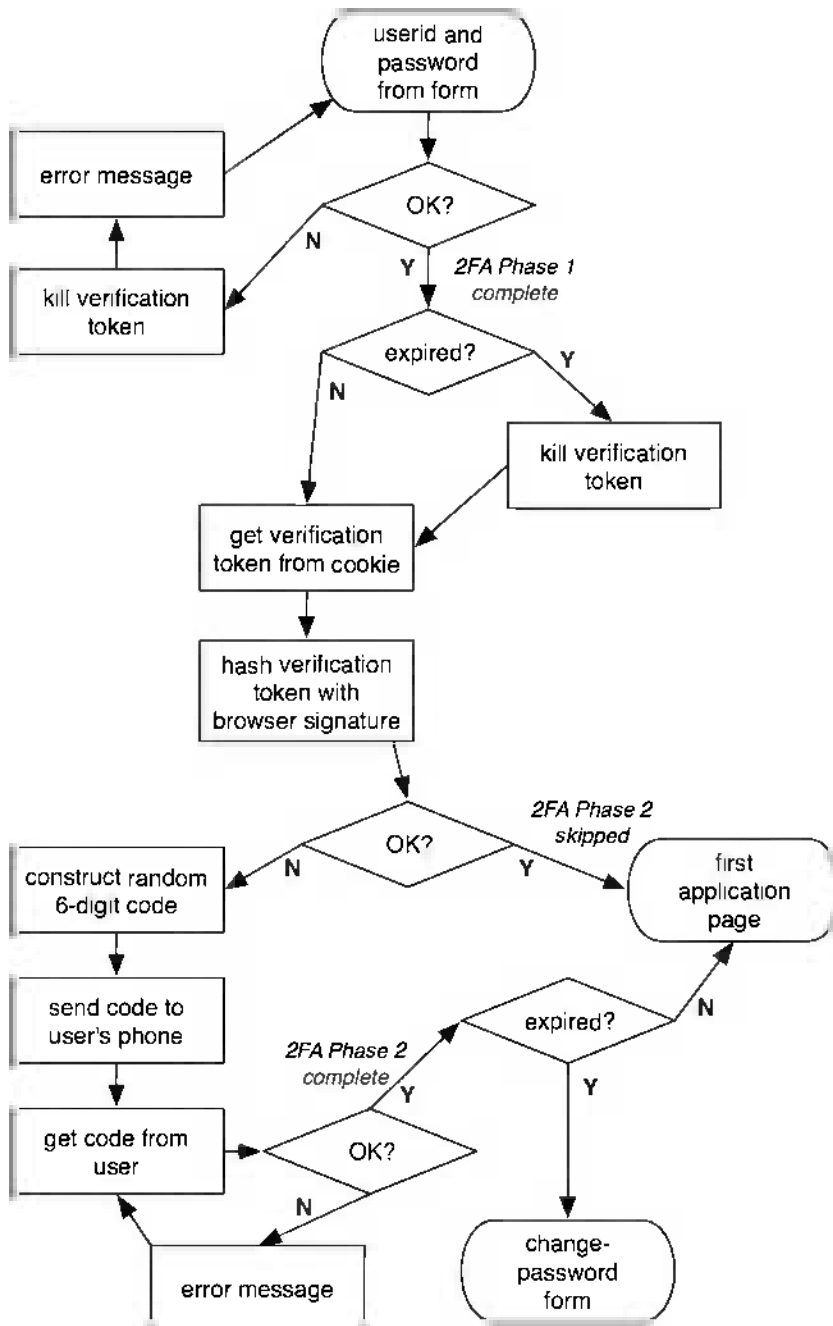 userid and
password
from form
error message
OK?
N
Y
2FA Phase 1
complete
kill verification
token
expired?
Y
N
kill verification
token
get verification
token from cookie
hash verification
token with
browser signature
2FA Phase 2
skipped
OK?
N
Y
first
application
page
construct random
6-digit code
send code to
user's phone
expired?
N
2FA Phase 2
complete
Y
Y
get code from
user
OK?
N
error message
change-
password
form